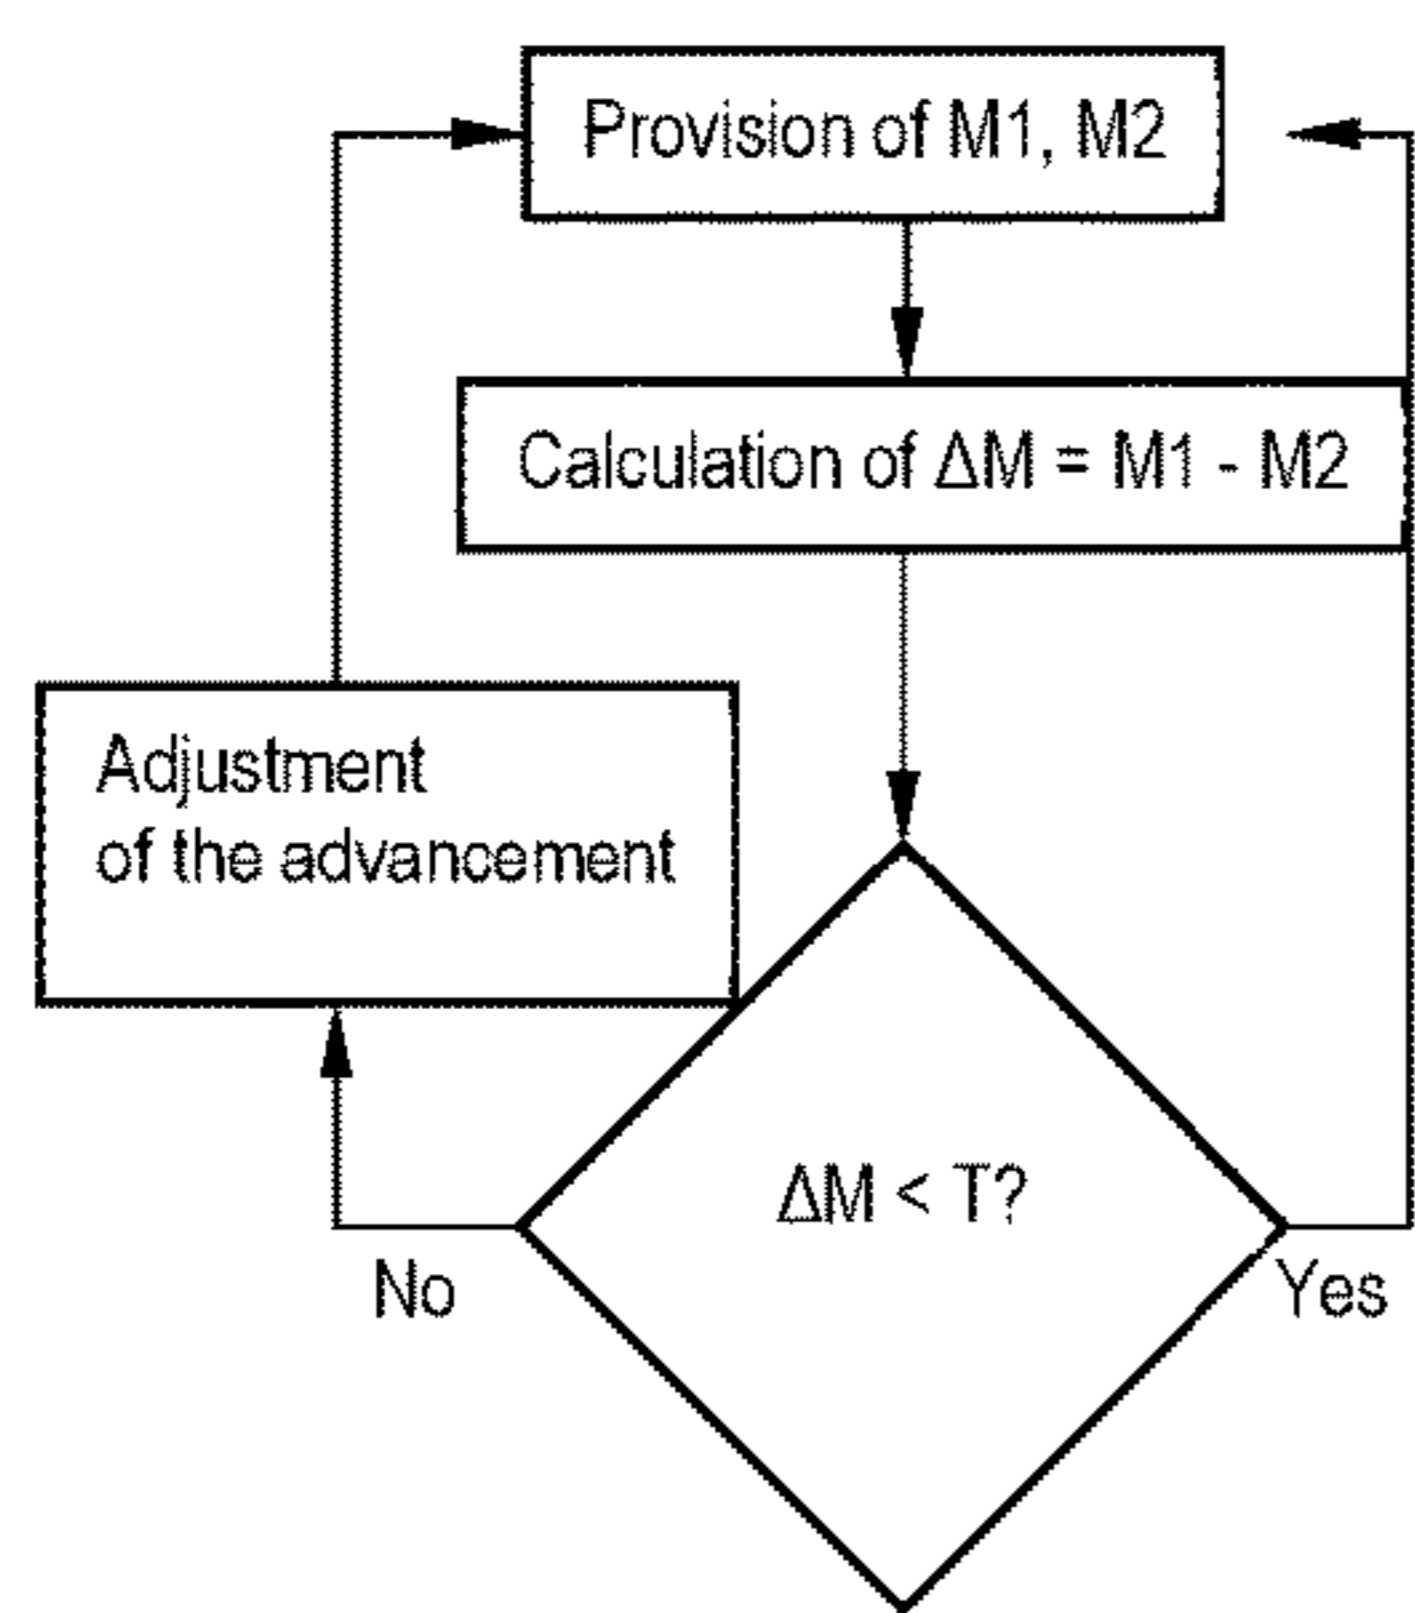 Provision of M1, M2
Calculation of ΔM = M1 - M2
Adjustment
of the advancement
ΔM < T?
No
Yes